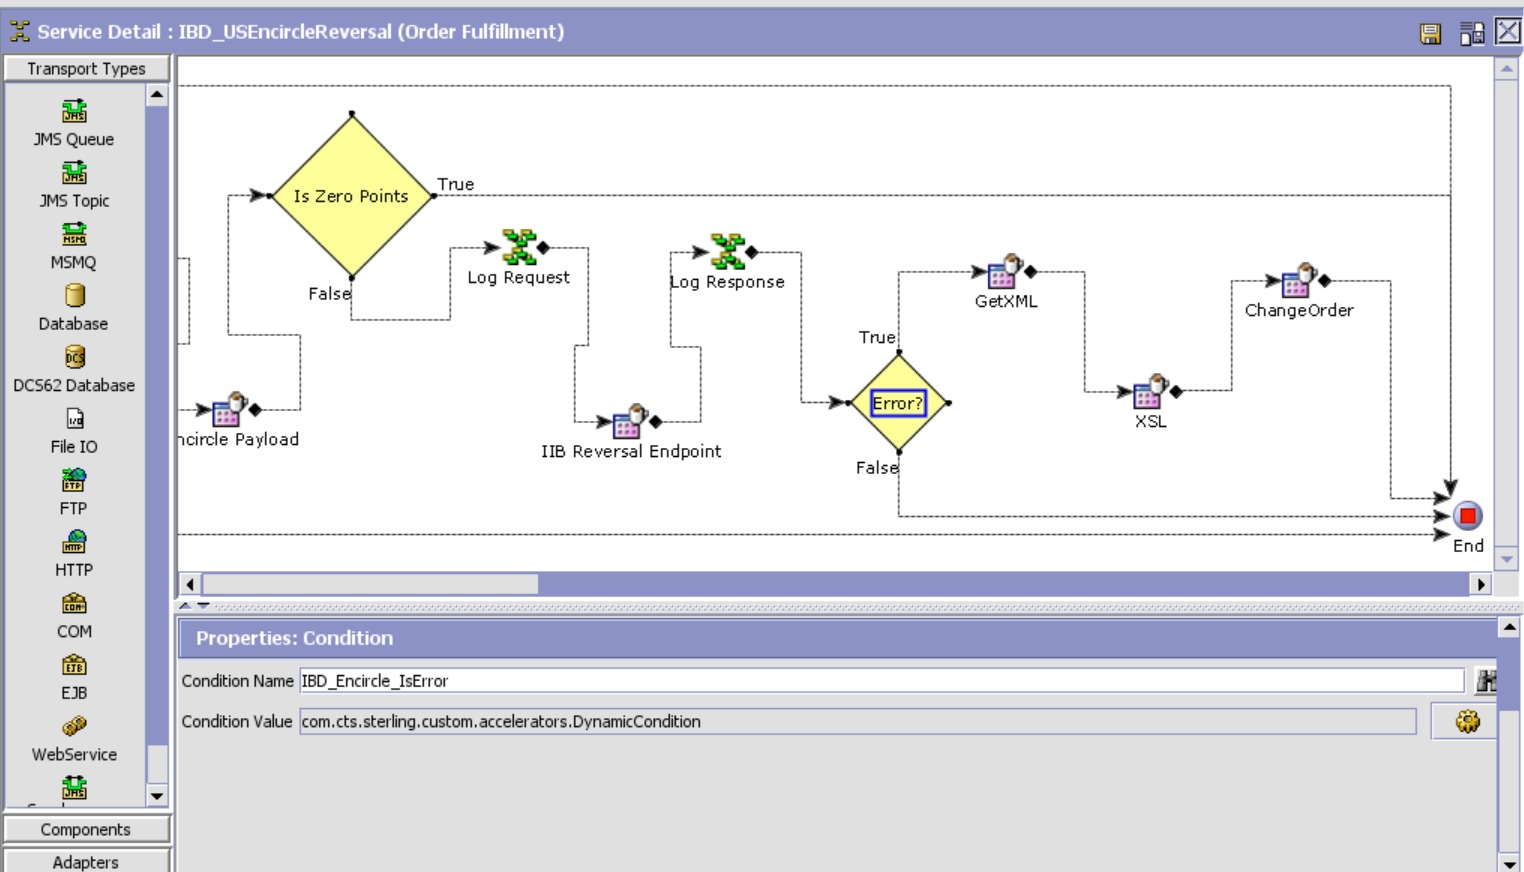 Service Detail : IBD_USEncircleReversal (Order Fulfillment)
Transport Types
JMS Queue
JMS Topic
MSMQ
Database
DCS62 Database
File IO
FTP
HTTP
COM
EJB
WebService
Components
Adapters
Is Zero Points
True
False
Log Request
Log Response
ncircle Payload
IIB Reversal Endpoint
True
Error?
False
GetXML
XSL
ChangeOrder
End
Properties: Condition
Condition Name IBD_Encircle_IsError
Condition Value com.cts.sterling.custom.accelerators.DynamicCondition